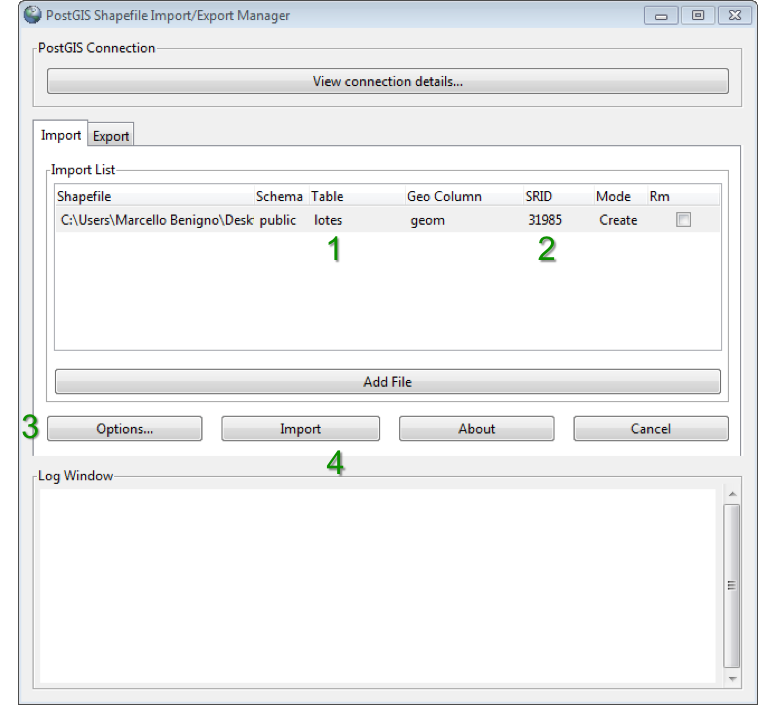 PostGIS Shapefile Import/Export Manager
PostGIS Connection
View connection details...
Import Export
Import List
Shapefile Schema Table Geo Column SRID Mode Rm
C:\Users\Marcello Benigno\Desk public lotes geom 31985 Create
1 2
Add File
3 Options... Import About Cancel
4
Log Window